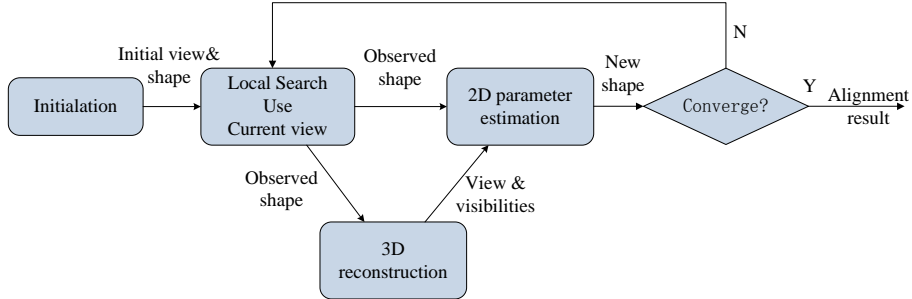 Initialation
Initial view&
shape
Local Search
Use
Current view
Observed
shape
2D parameter
estimation
New
shape
Converge?
N
Y
Alignment
result
Observed
shape
View &
visibilities
3D
reconstruction